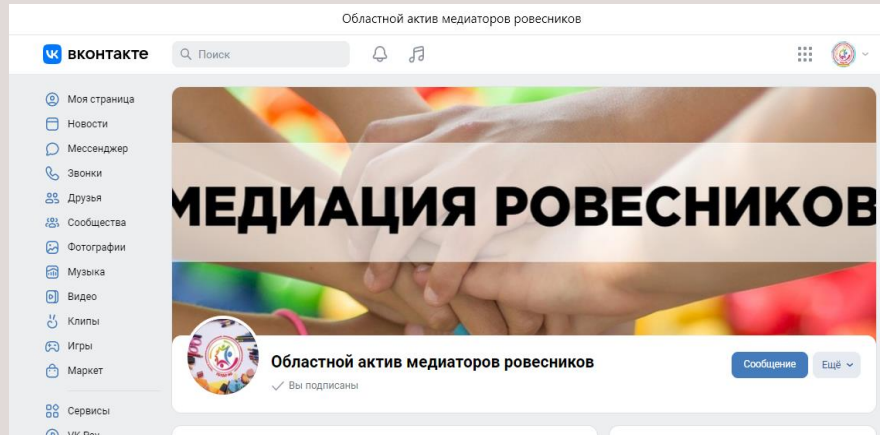 Областной актив медиаторов ровесников
вконтакте
Поиск
Моя страница
Новости
Мессенджер
Звонки
Друзья
Сообщества
Фотографии
Музыка
Видео
Клипы
Игры
Маркет
Сервисы
МЕДИАЦИЯ РОВЕСНИКОВ
Областной актив медиаторов ровесников
Вы подписаны
Сообщение
Ещё